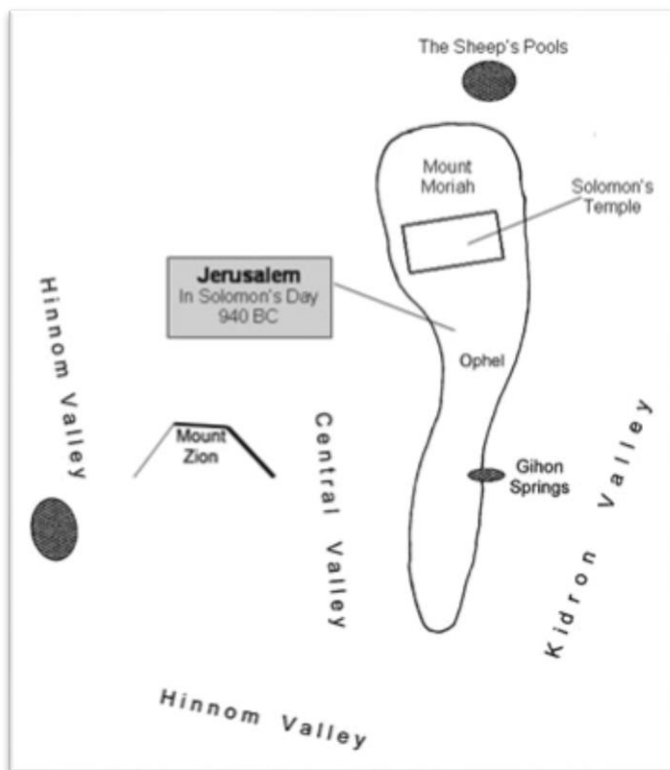 The Sheep's Pools
Mount
Moriah
Solomon's
Temple
Jerusalem
In Solomon's Day
940 BC
Hinnom Valley
Ophel
Mount
Zion
Central Valley
Gihon
Springs
Kidron Valley
Hinnom Valley